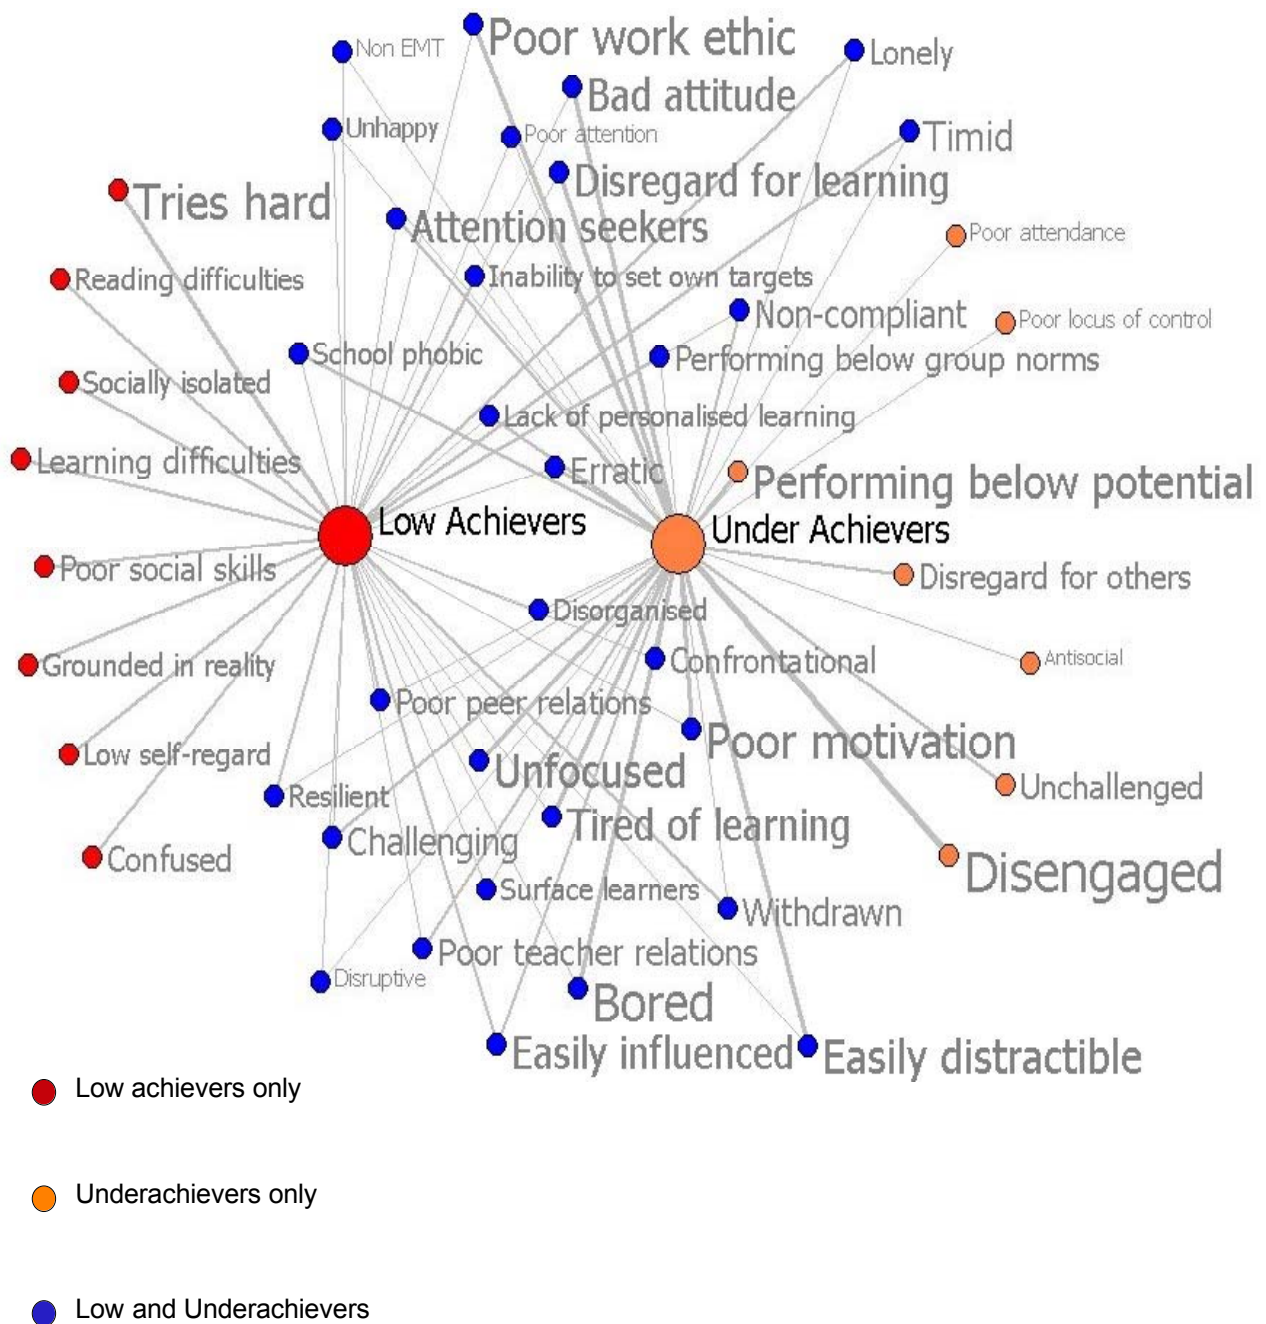 Non EMT
Poor work ethic
Lonely
Bad attitude
Unhappy
Poor attention
Timid
Disregard for learning
Tries hard
Attention seekers
Poor attendance
Reading difficulties
Inability to set own targets
Non-compliant
Poor locus of control
School phobic
Performing below group norms
Socially isolated
Lack of personalised learning
Learning difficulties
Erratic
Performing below potential
Low Achievers
Under Achievers
Poor social skills
Disregard for others
Disorganised
Grounded in reality
Confrontational
Antisocial
Poor peer relations
Poor motivation
Low self-regard
Unfocused
Unchallenged
Resilient
Tired of learning
Challenging
Confused
Disengaged
Surface learners
Withdrawn
Poor teacher relations
Disruptive
Bored
Easily influenced
Easily distractible
Low achievers only
Underachievers only
Low and Underachievers